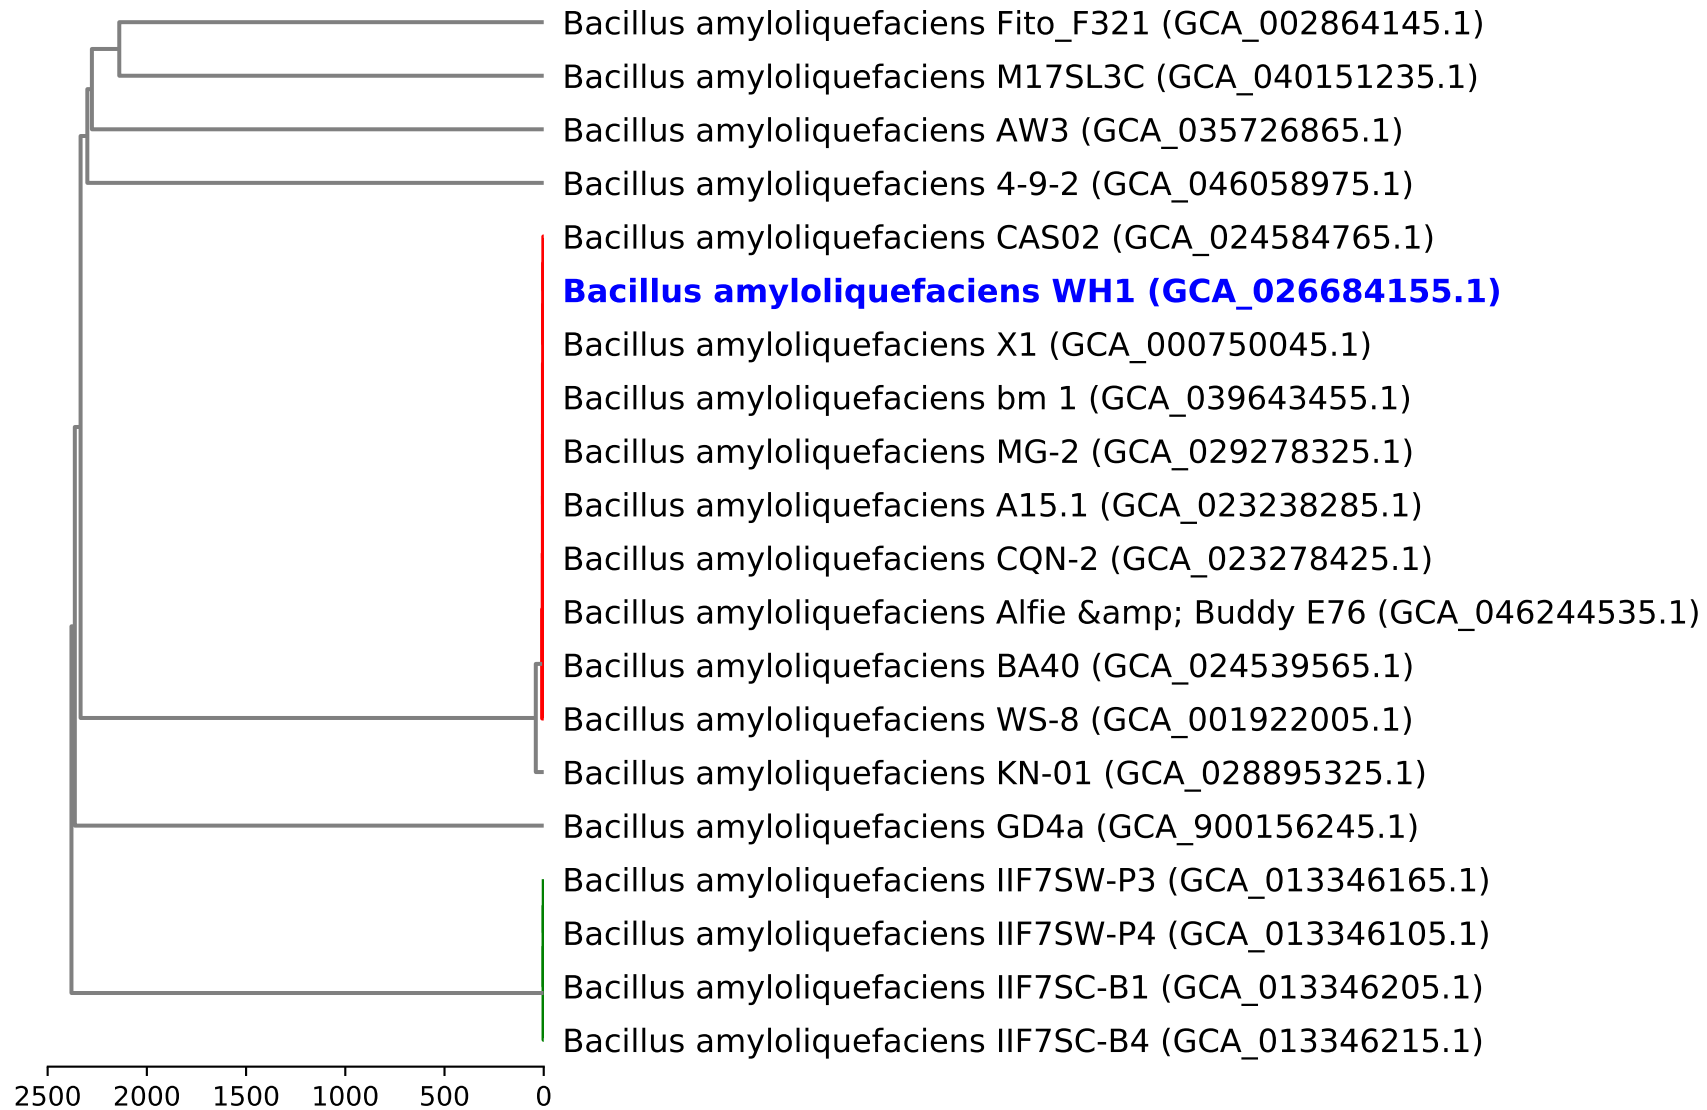 Bacillus amyloliquefaciens Fito_F321 (GCA_002864145.1)
Bacillus amyloliquefaciens M17SL3C (GCA_040151235.1)
Bacillus amyloliquefaciens AW3 (GCA_035726865.1)
Bacillus amyloliquefaciens 4-9-2 (GCA_046058975.1)
Bacillus amyloliquefaciens CAS02 (GCA_024584765.1)
Bacillus amyloliquefaciens WH1 (GCA_026684155.1)
Bacillus amyloliquefaciens X1 (GCA_000750045.1)
Bacillus amyloliquefaciens bm 1 (GCA_039643455.1)
Bacillus amyloliquefaciens MG-2 (GCA_029278325.1)
Bacillus amyloliquefaciens A15.1 (GCA_023238285.1)
Bacillus amyloliquefaciens CQN-2 (GCA_023278425.1)
Bacillus amyloliquefaciens Alfie &amp; Buddy E76 (GCA_046244535.1)
Bacillus amyloliquefaciens BA40 (GCA_024539565.1)
Bacillus amyloliquefaciens WS-8 (GCA_001922005.1)
Bacillus amyloliquefaciens KN-01 (GCA_028895325.1)
Bacillus amyloliquefaciens GD4a (GCA_900156245.1)
Bacillus amyloliquefaciens IIF7SW-P3 (GCA_013346165.1)
Bacillus amyloliquefaciens IIF7SW-P4 (GCA_013346105.1)
Bacillus amyloliquefaciens IIF7SC-B1 (GCA_013346205.1)
Bacillus amyloliquefaciens IIF7SC-B4 (GCA_013346215.1)
2500 2000 1500 1000 500 0